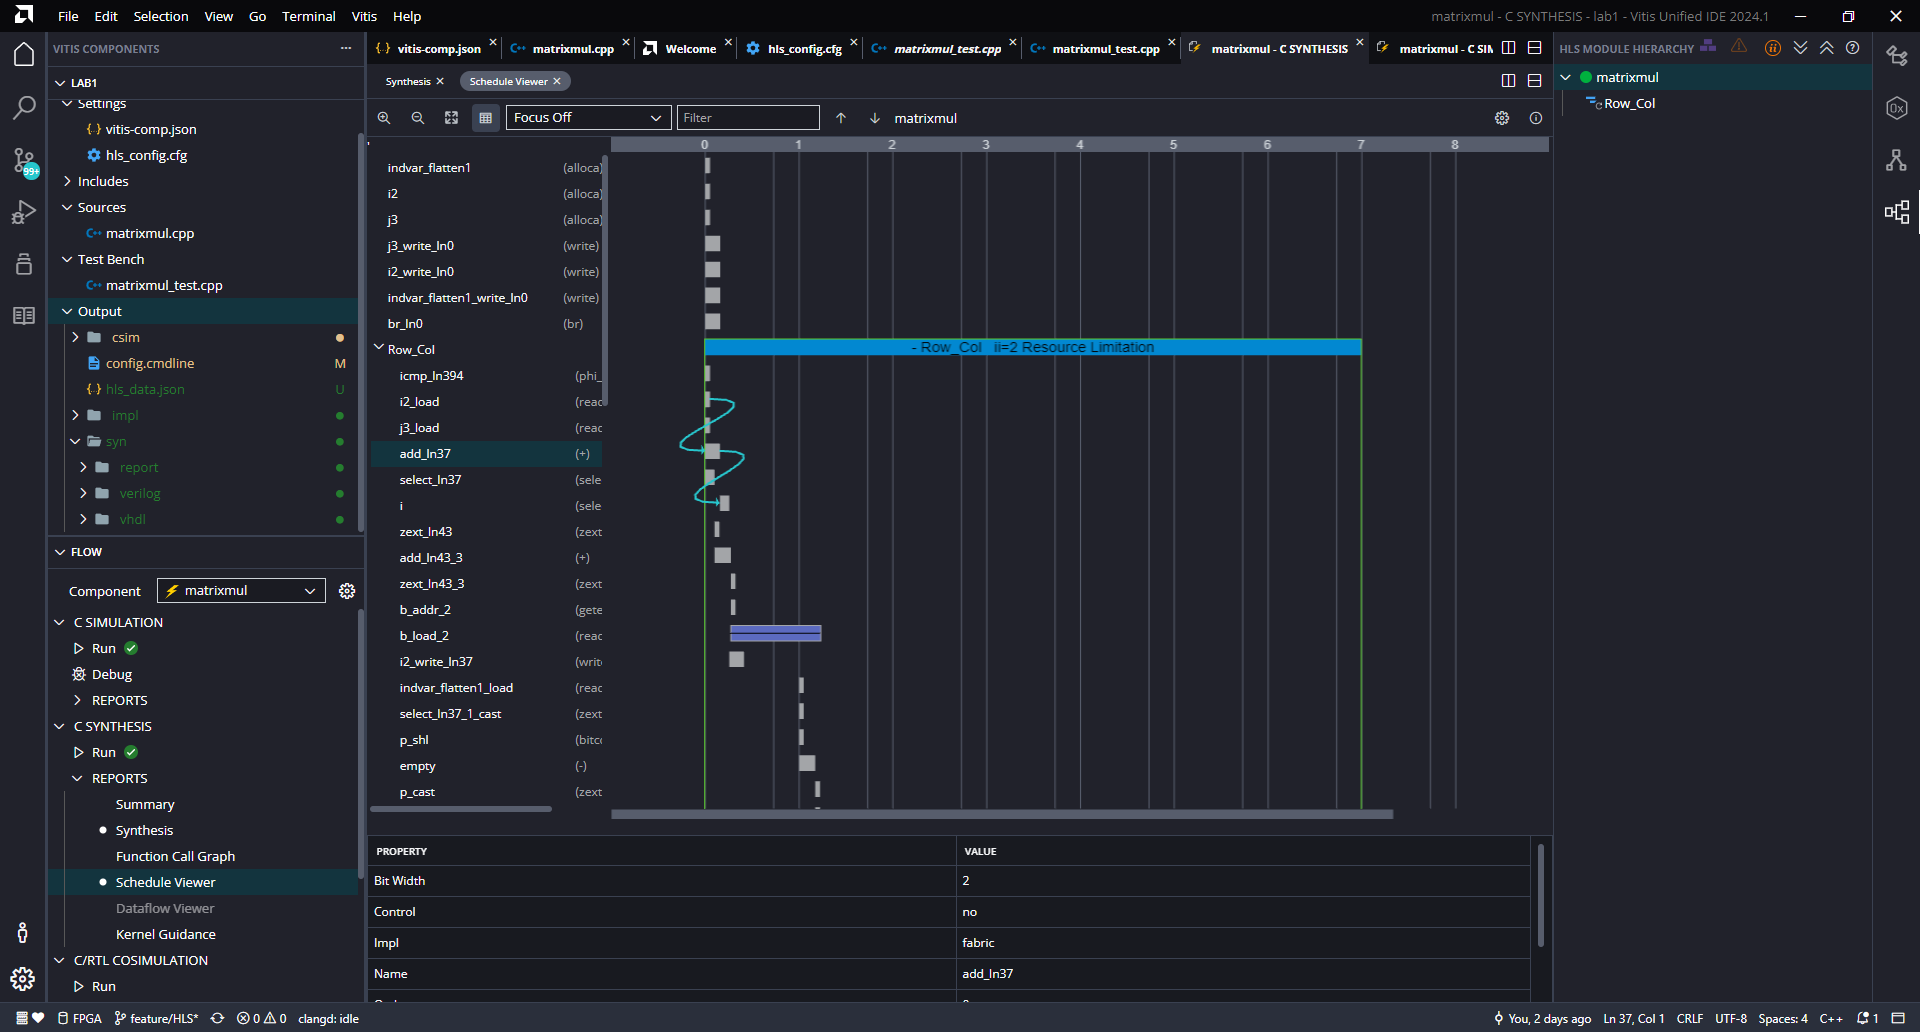 File Edit Selection View Go Terminal Vitis Help
matrixmul - C SYNTHESIS - lab1 - Vitis Unified IDE 2024.1
VITIS COMPONENTS
LAB1
Settings
vitis-comp.json
hls_config.cfg
Includes
Sources
matrixmul.cpp
Test Bench
matrixmul_test.cpp
Output
csim
config.cmdline M
hls_data.json U
impl
syn
report
verilog
vhdl
99+
FLOW
Component matrixmul
C SIMULATION
Run
Debug
REPORTS
C SYNTHESIS
Run
REPORTS
Summary
Synthesis
Function Call Graph
Schedule Viewer
Dataflow Viewer
Kernel Guidance
C/RTL COSIMULATION
Run
vitis-comp.json matrixmul.cpp Welcome hls_config.cfg matrixmul_test.cpp matrixmul_test.cpp matrixmul - C SYNTHESIS matrixmul - C SIM
Synthesis Schedule Viewer
Focus Off Filter matrixmul
0 1 2 3 4 5 6 7 8
indvar_flatten1 (alloca)
i2 (alloca)
j3 (alloca)
j3_write_ln0 (write)
i2_write_ln0 (write)
indvar_flatten1_write_ln0 (write)
br_ln0 (br)
Row_Col - Row_Col ii=2 Resource Limitation
icmp_ln394 (phi_
i2_load (reac
j3_load (reac
add_ln37 (+)
select_ln37 (sele
i (sele
zext_ln43 (zext
add_ln43_3 (+)
zext_ln43_3 (zext
b_addr_2 (gete
b_load_2 (reac
i2_write_ln37 (writ
indvar_flatten1_load (reac
select_ln37_1_cast (zext
p_shl (bitc
empty (-)
p_cast (zext
PROPERTY VALUE
Bit Width 2
Control no
Impl fabric
Name add_ln37
HLS MODULE HIERARCHY
matrixmul
Row_Col
0x
FPGA feature/HLS* 0 0 clangd: idle
You, 2 days ago Ln 37, Col 1 CRLF UTF-8 Spaces: 4 C++ 1